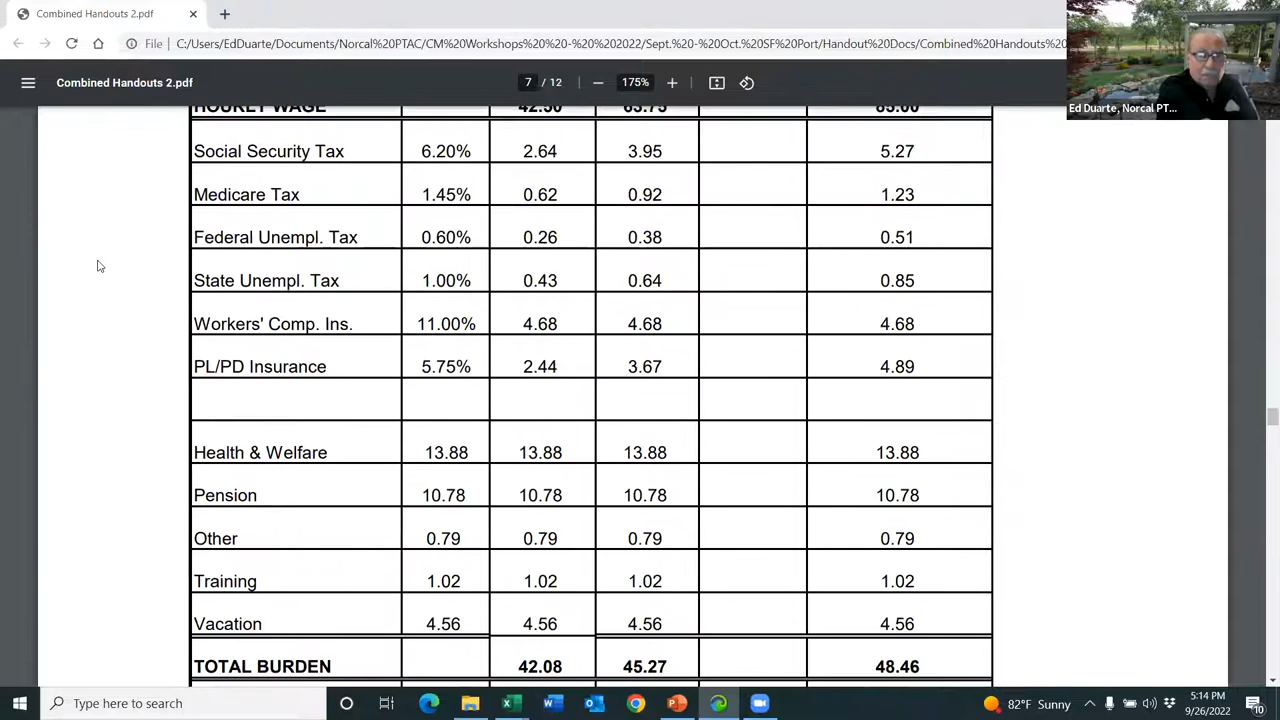 Combined Handouts 2.pdf
File C:/Users/EdDuarte/Documents/Norcal%20PTAC/CM%20Workshops%20%20-%20%202022/Sept.%20-%20Oct.%20SF%20Port/Handout%20Docs/Combined%20Handouts%
Combined Handouts 2.pdf 7 / 12 175%
Ed Duarte, Norcal PT...
HOURLY WAGE 42.50 63.75 85.00
Social Security Tax 6.20% 2.64 3.95 5.27
Medicare Tax 1.45% 0.62 0.92 1.23
Federal Unempl. Tax 0.60% 0.26 0.38 0.51
State Unempl. Tax 1.00% 0.43 0.64 0.85
Workers' Comp. Ins. 11.00% 4.68 4.68 4.68
PL/PD Insurance 5.75% 2.44 3.67 4.89
Health & Welfare 13.88 13.88 13.88 13.88
Pension 10.78 10.78 10.78 10.78
Other 0.79 0.79 0.79 0.79
Training 1.02 1.02 1.02 1.02
Vacation 4.56 4.56 4.56 4.56
TOTAL BURDEN 42.08 45.27 48.46
Type here to search
82°F Sunny
5:14 PM
9/26/2022
10